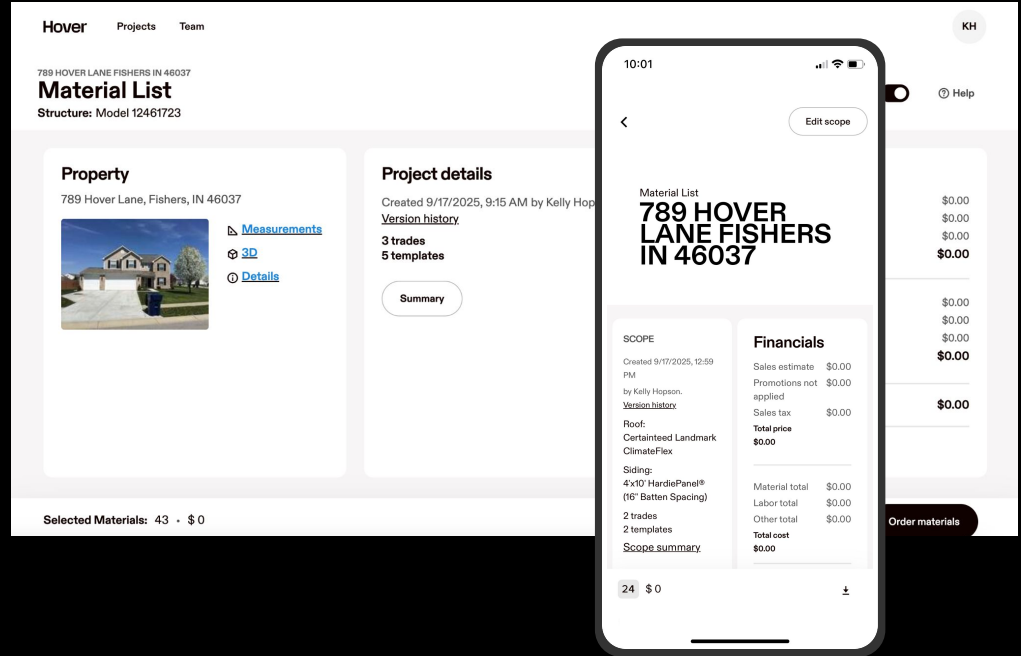 Hover
Projects
Team
KH
789 HOVER LANE FISHERS IN 46037
Material List
Structure: Model 12461723
Help
Property
789 Hover Lane, Fishers, IN 46037
Measurements
3D
Details
Project details
Created 9/17/2025, 9:15 AM by Kelly Hop
Version history
3 trades
5 templates
Summary
$0.00
$0.00
$0.00
$0.00
$0.00
$0.00
$0.00
$0.00
$0.00
Selected Materials: 43 • $ 0
Order materials
10:01
Edit scope
Material List
789 HOVER
LANE FISHERS
IN 46037
SCOPE
Created 9/17/2025, 12:59
PM
by Kelly Hopson.
Version history
Roof:
Certainteed Landmark
ClimateFlex
Siding:
4'x10' HardiePanel®
(16" Batten Spacing)
2 trades
2 templates
Scope summary
Financials
Sales estimate $0.00
Promotions not $0.00
applied
Sales tax $0.00
Total price
$0.00
Material total $0.00
Labor total $0.00
Other total $0.00
Total cost
$0.00
24 $ 0